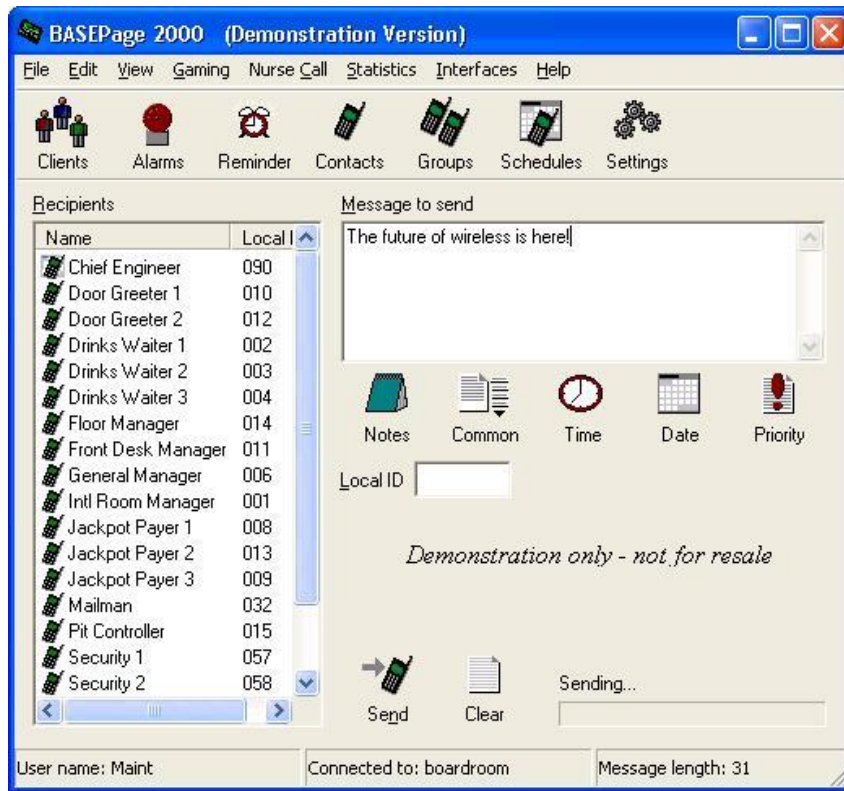 BASEPage 2000 (Demonstration Version)
File Edit View Gaming Nurse Call Statistics Interfaces Help
Clients Alarms Reminder Contacts Groups Schedules Settings
Recipients
Name Local I
Chief Engineer 090
Door Greeter 1 010
Door Greeter 2 012
Drinks Waiter 1 002
Drinks Waiter 2 003
Drinks Waiter 3 004
Floor Manager 014
Front Desk Manager 011
General Manager 006
Intl Room Manager 001
Jackpot Payer 1 008
Jackpot Payer 2 013
Jackpot Payer 3 009
Mailman 032
Pit Controller 015
Security 1 057
Security 2 058
Message to send
The future of wireless is here!
Notes Common Time Date Priority
Local ID
Demonstration only - not for resale
Send Clear
Sending...
User name: Maint Connected to: boardroom Message length: 31